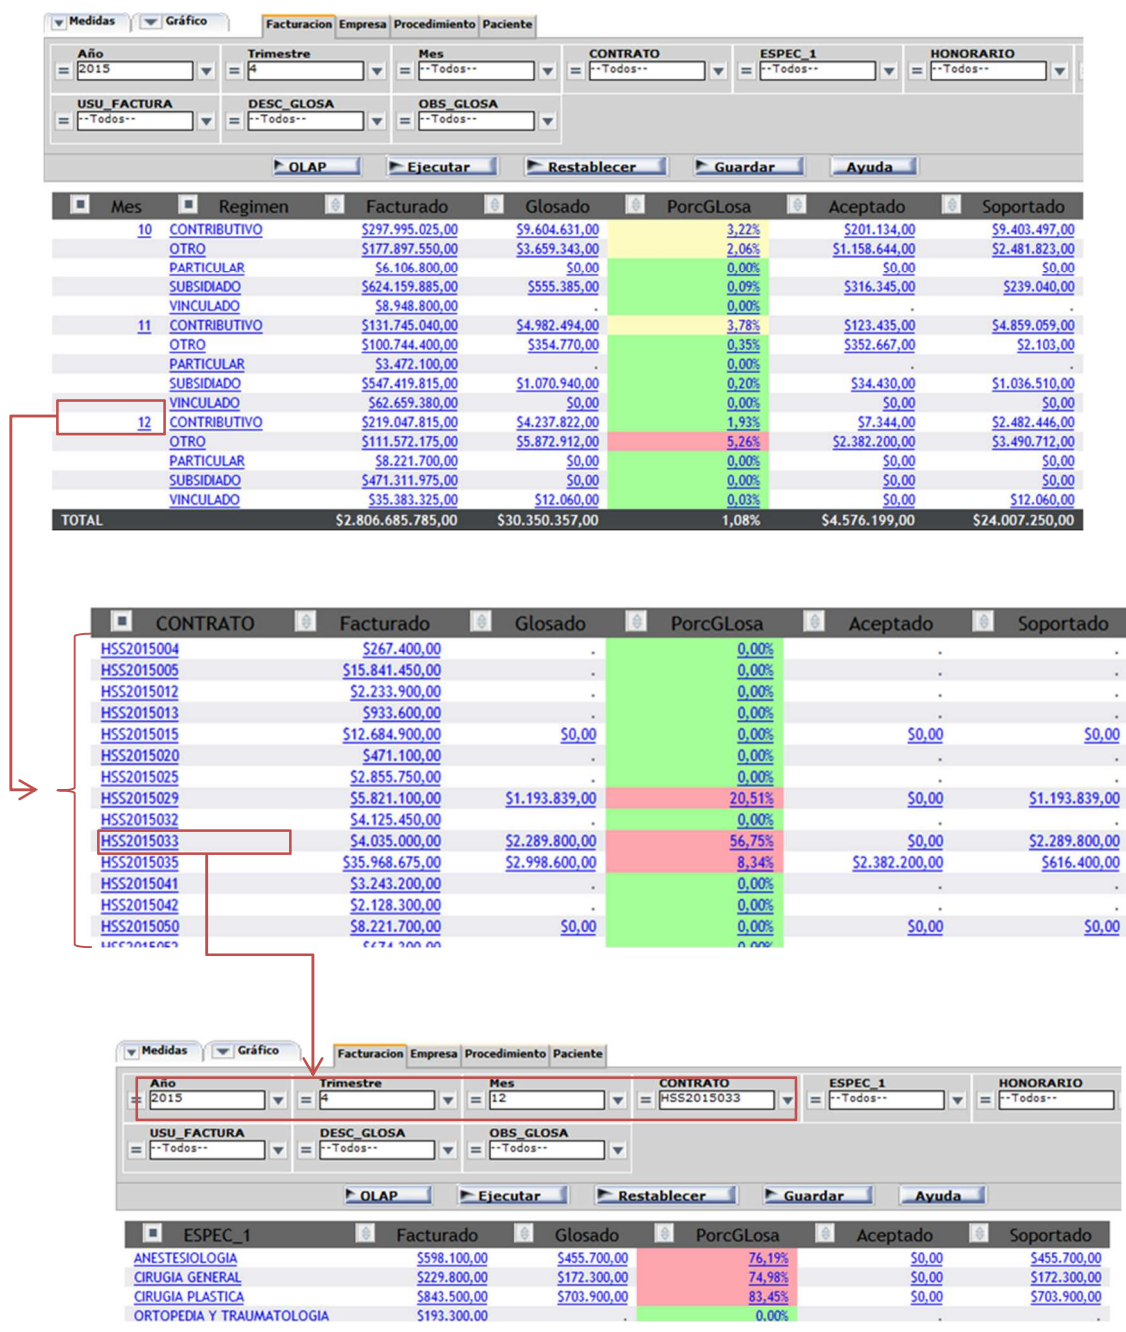 Medidas Gráfico Facturacion Empresa Procedimiento Paciente
Año Trimestre Mes CONTRATO ESPEC_1 HONORARIO
= 2015 = 4 = --Todos-- = --Todos-- = --Todos-- = --Todos--
USU_FACTURA DESC_GLOSA OBS_GLOSA
= --Todos-- = --Todos-- = --Todos--
OLAP Ejecutar Restablecer Guardar Ayuda
Mes Regimen Facturado Glosado PorcGLosa Aceptado Soportado
10 CONTRIBUTIVO $297.995.025,00 $9.604.631,00 3,22% $201.134,00 $9.403.497,00
OTRO $177.897.550,00 $3.659.343,00 2,06% $1.158.644,00 $2.481.823,00
PARTICULAR $6.106.800,00 $0,00 0,00% $0,00 $0,00
SUBSIDIADO $624.159.885,00 $555.385,00 0,09% $316.345,00 $239.040,00
VINCULADO $8.948.800,00 . 0,00% . .
11 CONTRIBUTIVO $131.745.040,00 $4.982.494,00 3,78% $123.435,00 $4.859.059,00
OTRO $100.744.400,00 $354.770,00 0,35% $352.667,00 $2.103,00
PARTICULAR $3.472.100,00 . 0,00% . .
SUBSIDIADO $547.419.815,00 $1.070.940,00 0,20% $34.430,00 $1.036.510,00
VINCULADO $62.659.380,00 $0,00 0,00% $0,00 $0,00
12 CONTRIBUTIVO $219.047.815,00 $4.237.822,00 1,93% $7.344,00 $2.482.446,00
OTRO $111.572.175,00 $5.872.912,00 5,26% $2.382.200,00 $3.490.712,00
PARTICULAR $8.221.700,00 $0,00 0,00% $0,00 $0,00
SUBSIDIADO $471.311.975,00 $0,00 0,00% $0,00 $0,00
VINCULADO $35.383.325,00 $12.060,00 0,03% $0,00 $12.060,00
TOTAL $2.806.685.785,00 $30.350.357,00 1,08% $4.576.199,00 $24.007.250,00
CONTRATO Facturado Glosado PorcGLosa Aceptado Soportado
HSS2015004 $267.400,00 . 0,00% . .
HSS2015005 $15.841.450,00 . 0,00% . .
HSS2015012 $2.233.900,00 . 0,00% . .
HSS2015013 $933.600,00 . 0,00% . .
HSS2015015 $12.684.900,00 $0,00 0,00% $0,00 $0,00
HSS2015020 $471.100,00 . 0,00% . .
HSS2015025 $2.855.750,00 . 0,00% . .
HSS2015029 $5.821.100,00 $1.193.839,00 20,51% $0,00 $1.193.839,00
HSS2015032 $4.125.450,00 . 0,00% . .
HSS2015033 $4.035.000,00 $2.289.800,00 56,75% $0,00 $2.289.800,00
HSS2015035 $35.968.675,00 $2.998.600,00 8,34% $2.382.200,00 $616.400,00
HSS2015041 $3.243.200,00 . 0,00% . .
HSS2015042 $2.128.300,00 . 0,00% . .
HSS2015050 $8.221.700,00 $0,00 0,00% $0,00 $0,00
Medidas Gráfico Facturacion Empresa Procedimiento Paciente
Año Trimestre Mes CONTRATO ESPEC_1 HONORARIO
= 2015 = 4 = 12 = HSS2015033 = --Todos-- = --Todos--
USU_FACTURA DESC_GLOSA OBS_GLOSA
= --Todos-- = --Todos-- = --Todos--
OLAP Ejecutar Restablecer Guardar Ayuda
ESPEC_1 Facturado Glosado PorcGLosa Aceptado Soportado
ANESTESIOLOGIA $598.100,00 $455.700,00 76,19% $0,00 $455.700,00
CIRUGIA GENERAL $229.800,00 $172.300,00 74,98% $0,00 $172.300,00
CIRUGIA PLASTICA $843.500,00 $703.900,00 83,45% $0,00 $703.900,00
ORTOPEDIA Y TRAUMATOLOGIA $193.300,00 . 0,00% . .